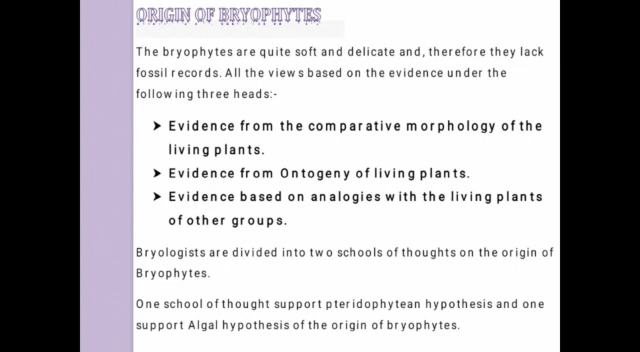 ORIGIN OF BRYOPHYTES
The bryophytes are quite soft and delicate and, therefore they lack
fossil records. All the views based on the evidence under the
following three heads:-
➤ Evidence from the comparative morphology of the
living plants.
➤ Evidence from Ontogeny of living plants.
➤ Evidence based on analogies with the living plants
of other groups.
Bryologists are divided into two schools of thoughts on the origin of
Bryophytes.
One school of thought support pteridophytean hypothesis and one
support Algal hypothesis of the origin of bryophytes.